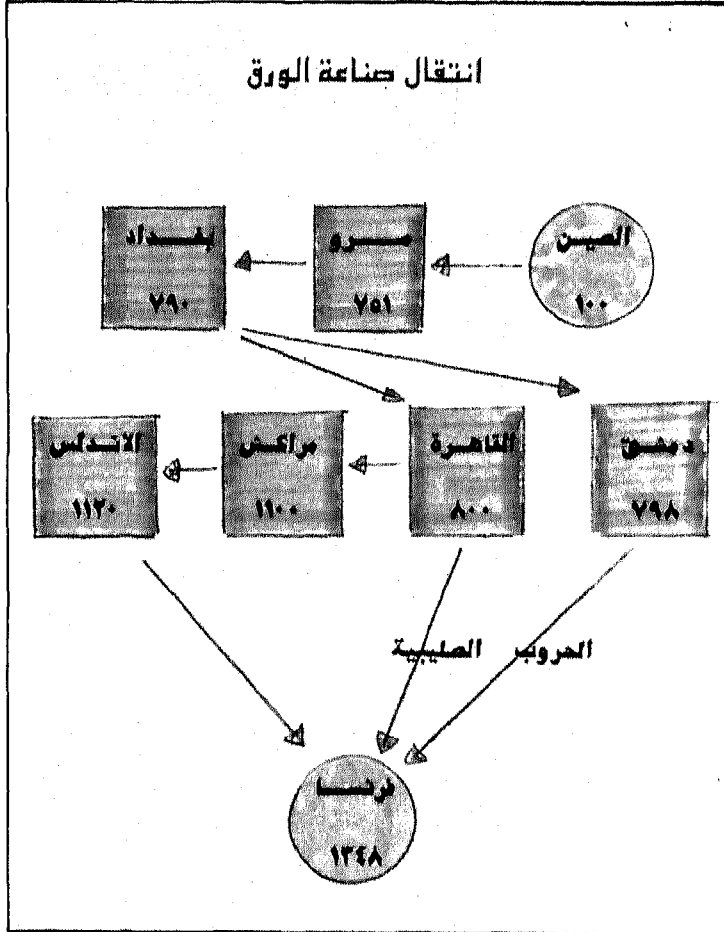 انتقال صناعة الورق
الصين
١٠٠
مرو
٧٥١
بغداد
٧٩٠
دمشق
٧٩٨
القاهرة
٨٠٠
مراكش
١١٠٠
الاندلس
١١٢٠
الحروب الصليبية
فرنسا
١٣٤٨